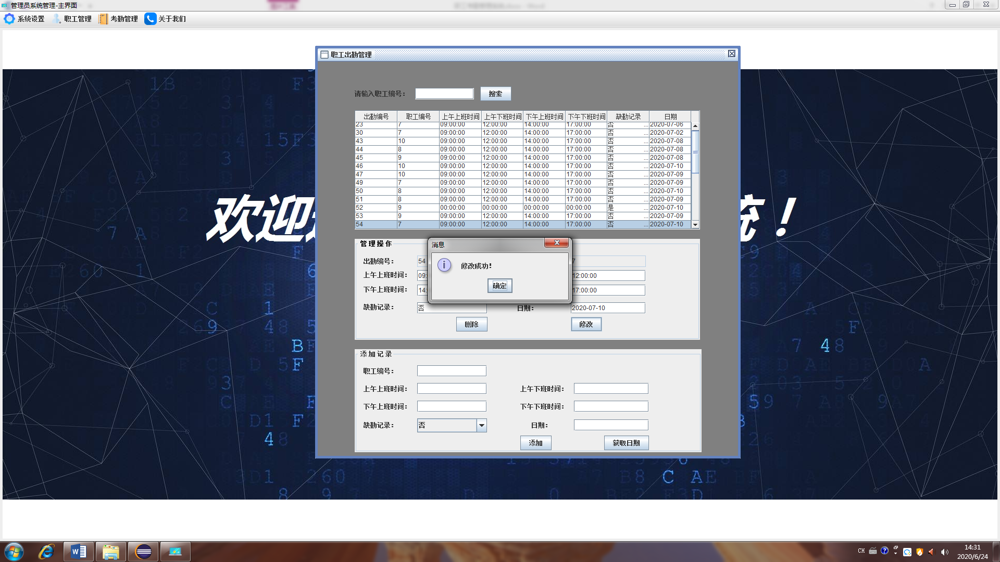 管理员系统管理-主界面
系统设置 职工管理 考勤管理 关于我们
欢迎 统！
职工出勤管理
请输入职工编号： 搜索
出勤编号 职工编号 上午上班时间 上午下班时间 下午上班时间 下午下班时间 缺勤记录 日期
23 7 09:00:00 12:00:00 14:00:00 17:00:00 否 ... 2020-07-06
30 7 09:00:00 12:00:00 14:00:00 17:00:00 否 ... 2020-07-02
43 10 09:00:00 12:00:00 14:00:00 17:00:00 否 ... 2020-07-08
44 8 09:00:00 12:00:00 14:00:00 17:00:00 否 ... 2020-07-08
45 9 09:00:00 12:00:00 14:00:00 17:00:00 否 ... 2020-07-08
46 10 09:00:00 12:00:00 14:00:00 17:00:00 否 ... 2020-07-10
47 10 09:00:00 12:00:00 14:00:00 17:00:00 否 ... 2020-07-09
49 7 09:00:00 12:00:00 14:00:00 17:00:00 否 ... 2020-07-09
50 8 09:00:00 12:00:00 14:00:00 17:00:00 否 ... 2020-07-10
51 8 09:00:00 12:00:00 14:00:00 17:00:00 否 ... 2020-07-09
52 9 00:00:00 00:00:00 00:00:00 00:00:00 是 ... 2020-07-10
53 9 09:00:00 12:00:00 14:00:00 17:00:00 否 ... 2020-07-09
54 7 09:00:00 12:00:00 14:00:00 17:00:00 否 ... 2020-07-10
管理操作
出勤编号： 54 7
上午上班时间： 09: 12:00:00
下午上班时间： 14: 17:00:00
缺勤记录： 否 日期： 2020-07-10
删除 修改
消息
修改成功！
确定
添加记录
职工编号：
上午上班时间： 上午下班时间：
下午上班时间： 下午下班时间：
缺勤记录： 否 日期：
添加 获取日期
CH 14:31
2020/6/24